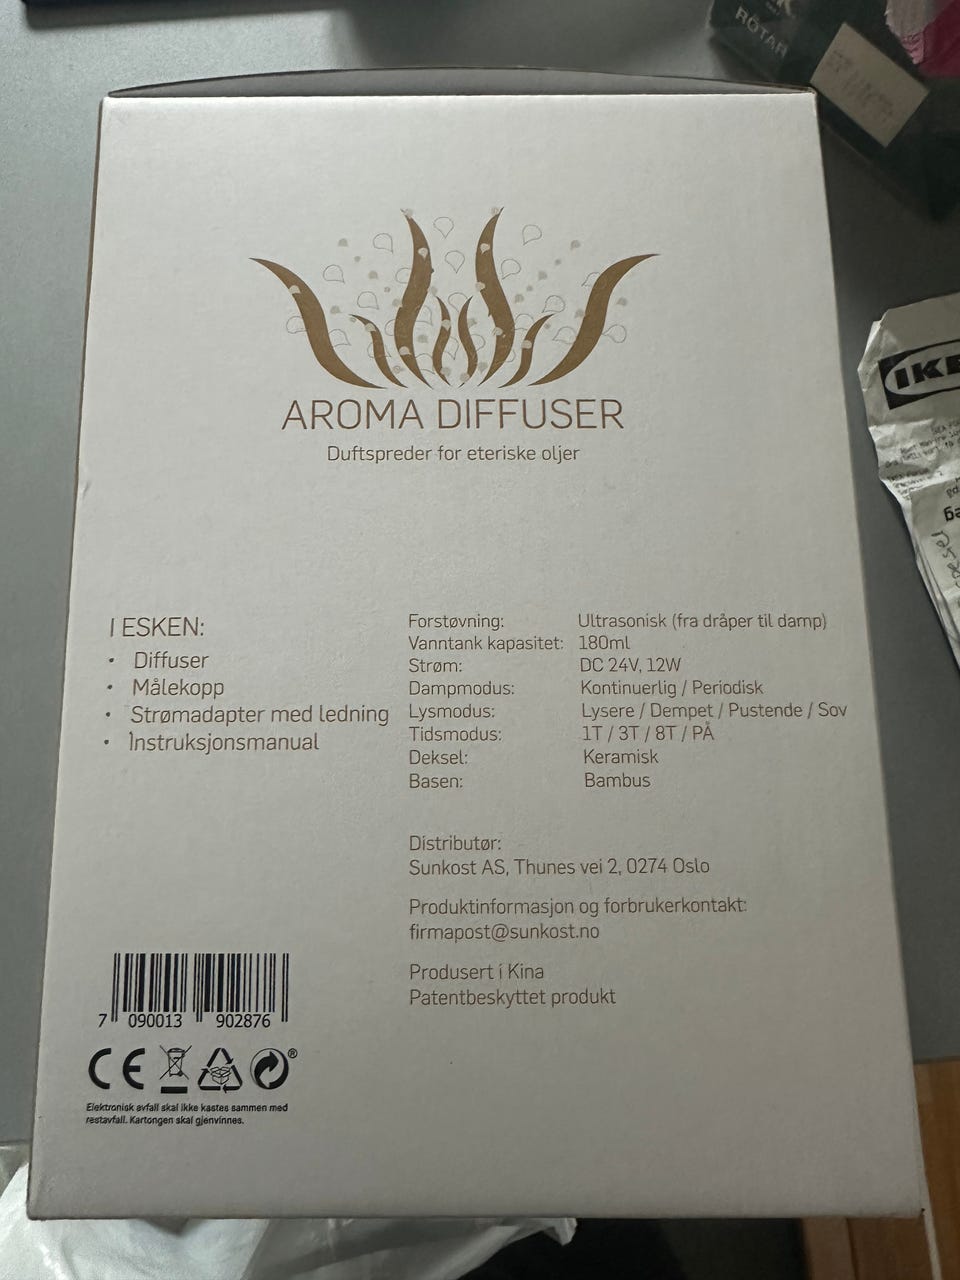 RÖTAR
IKE
AROMA DIFFUSER
Duftspreder for eteriske oljer
I ESKEN:
• Diffuser
• Målekopp
• Strømadapter med ledning
• Instruksjonsmanual
Forstøvning: Ultrasonisk (fra dråper til damp)
Vanntank kapasitet: 180ml
Strøm: DC 24V, 12W
Dampmodus: Kontinuerlig / Periodisk
Lysmodus: Lysere / Dempet / Pustende / Sov
Tidsmodus: 1T / 3T / 8T / PÅ
Deksel: Keramisk
Basen: Bambus
Distributør:
Sunkost AS, Thunes vei 2, 0274 Oslo
Produktinformasjon og forbrukerkontakt:
firmapost@sunkost.no
Produsert i Kina
Patentbeskyttet produkt
7 090013 902876
CE
®
Elektronisk avfall skal ikke kastes sammen med
restavfall. Kartongen skal gjenvinnes.